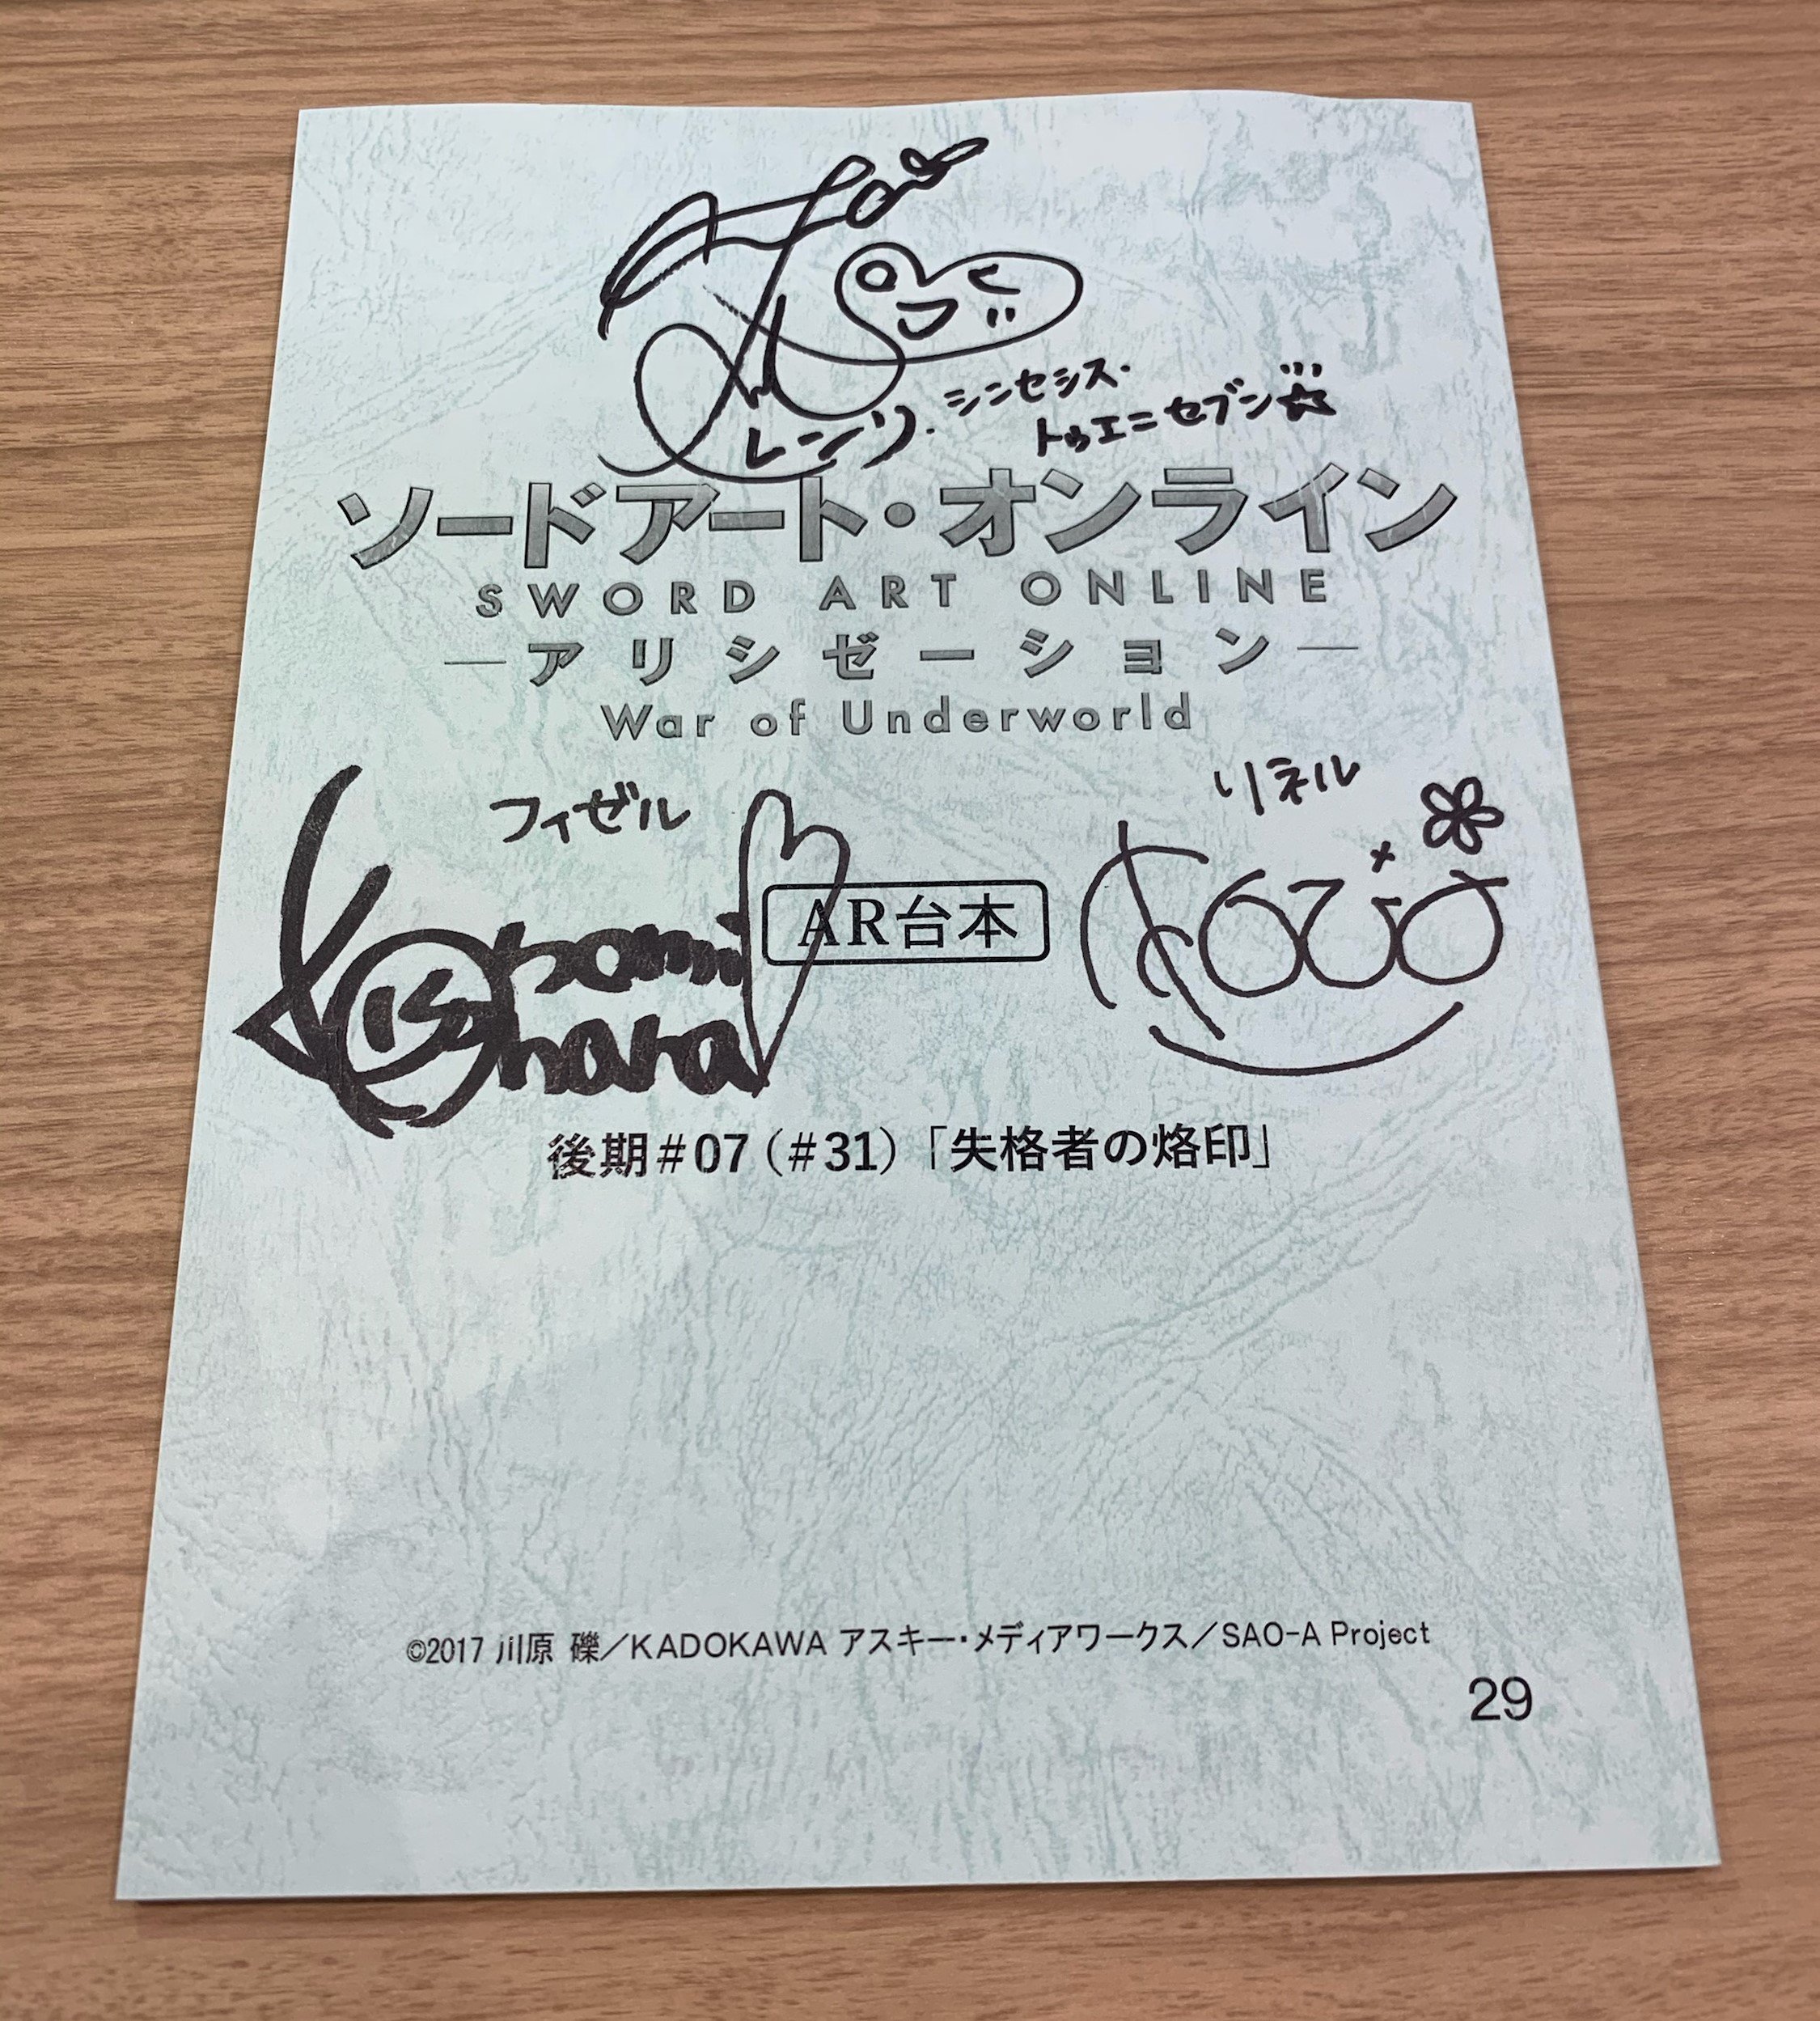 レンリ・シンセシス・
トゥエニセブン☆
ソードアート・オンライン
SWORD ART ONLINE
―アリシゼーション―
War of Underworld
フィゼル
リネル
Konomi
Kohara
AR台本
後期#07(#31)「失格者の烙印」
©2017 川原 礫／KADOKAWA アスキー・メディアワークス／SAO-A Project
29